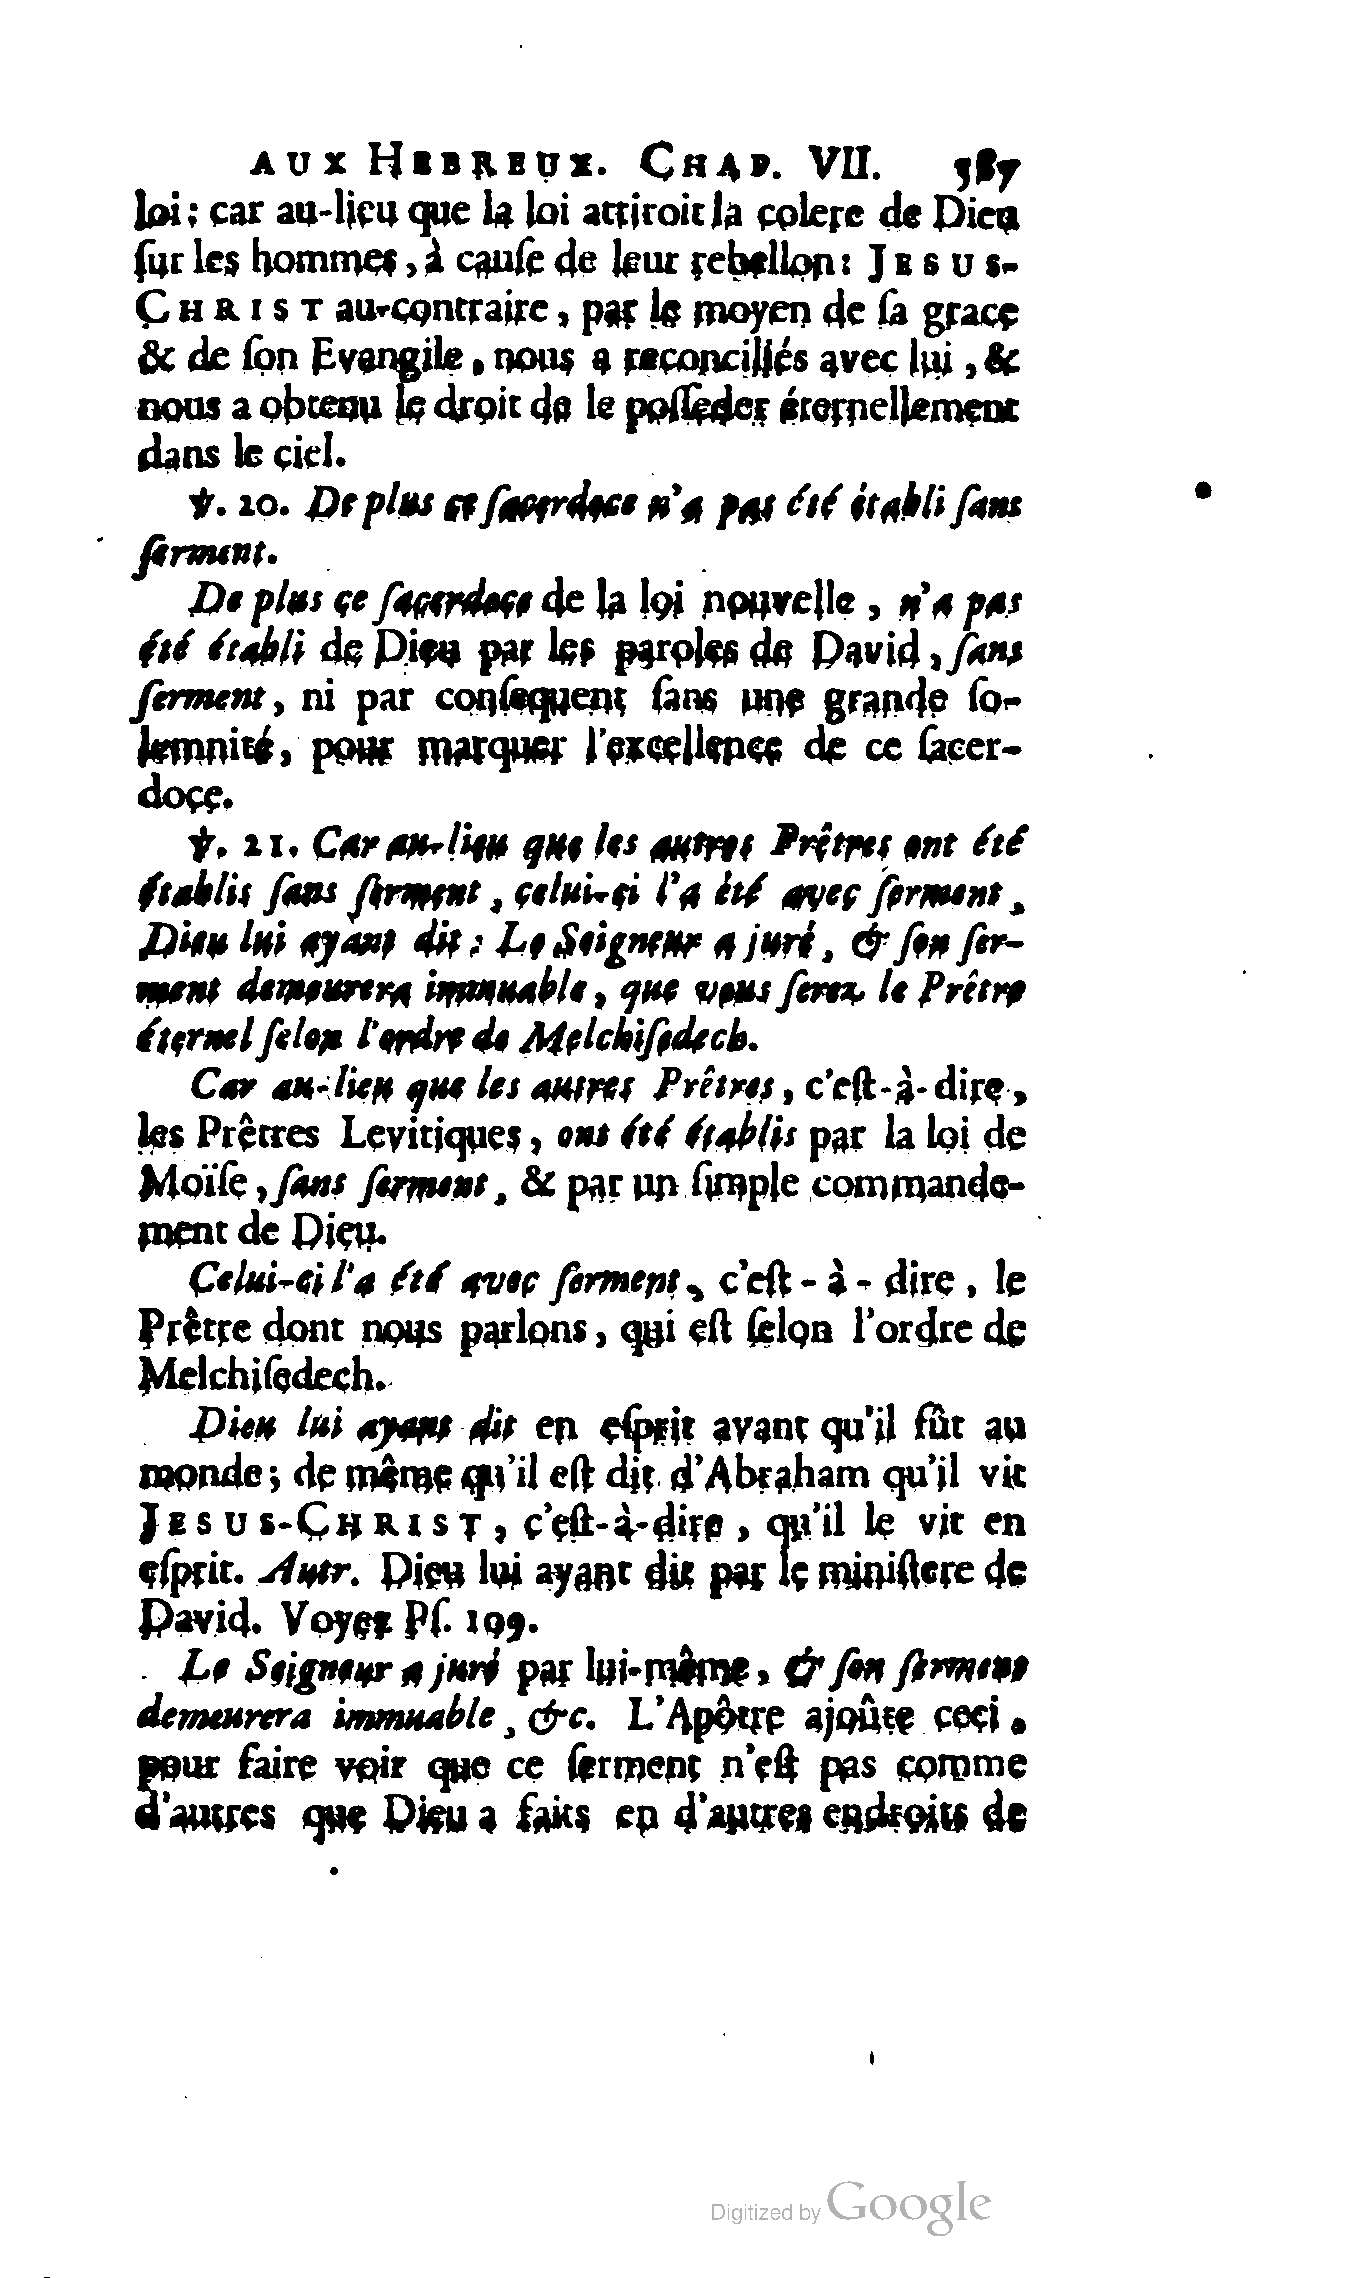 AUX HEBREUX. CHAP. VII. 387
loi ; car au-lieu que la loi attiroit la colere de Dieu
ſur les hommes, à cauſe de leur rebellon: JESUS-
CHRIST au-contraire, par le moyen de ſa grace
& de ſon Evangile, nous a reconciliés avec lui, &
nous a obtenu le droit de le poſſeder éternellement
dans le ciel.
℣. 20. De plus ce ſacerdoce n'a pas été établi ſans
ſerment.
De plus ce ſacerdoce de la loi nouvelle, n'a pas
été établi de Dieu par les paroles de David, ſans
ſerment, ni par conſequent ſans une grande ſo-
lemnité, pour marquer l'excellence de ce ſacer-
doce.
℣. 21. Car au-lieu que les autres Prêtres ont été
établis ſans ſerment, celui-ci l'a été avec ſerment,
Dieu lui ayant dit : Le Seigneur a juré, & ſon ſer-
ment demeurera immuable, que vous ſerez le Prêtre
éternel ſelon l'ordre de Melchiſedech.
Car au-lieu que les autres Prêtres, c'eſt-à-dire,
les Prêtres Levitiques, ont été établis par la loi de
Moïſe, ſans ſerment, & par un ſimple commande-
ment de Dieu.
Celui-ci l'a été avec ſerment, c'eſt-à-dire, le
Prêtre dont nous parlons, qui eſt ſelon l'ordre de
Melchiſedech.
Dieu lui ayant dit en eſprit avant qu'il fût au
monde ; de même qu'il eſt dit d'Abraham qu'il vit
JESUS-CHRIST, c'eſt-à-dire, qu'il le vit en
eſprit. Autr. Dieu lui ayant dit par le miniſtere de
David. Voyez Pſ. 109.
Le Seigneur a juré par lui-même, & ſon ſerment
demeurera immuable, &c. L'Apôtre ajoûte ceci,
pour faire voir que ce ſerment n'eſt pas comme
d'autres que Dieu a faits en d'autres endroits de
Digitized by Google